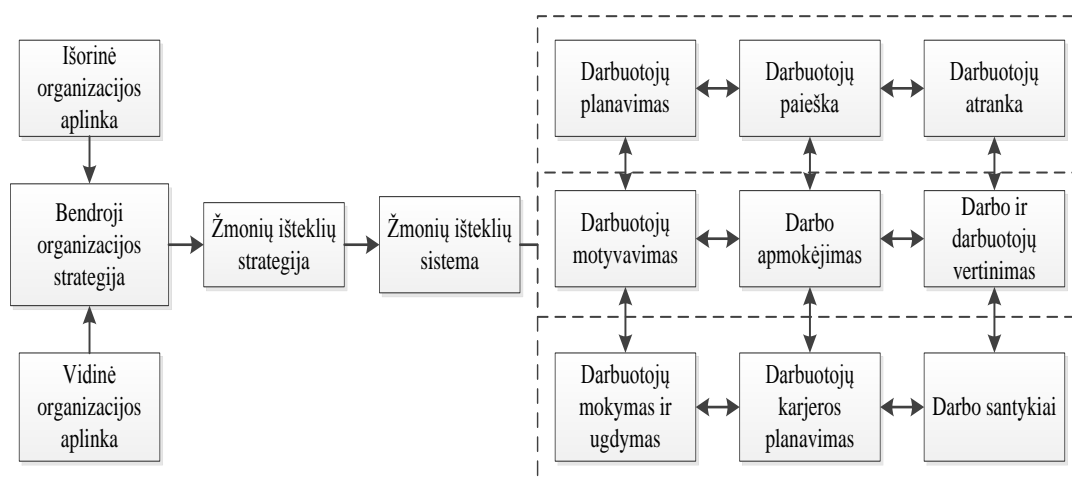 Išorinė
organizacijos
aplinka
Bendroji
organizacijos
strategija
Vidinė
organizacijos
aplinka
Žmonių išteklių
strategija
Žmonių išteklių
sistema
Darbuotojų
planavimas
Darbuotojų
paieška
Darbuotojų
atranka
Darbuotojų
motyvavimas
Darbo
apmokėjimas
Darbo ir
darbuotojų
vertinimas
Darbuotojų
mokymas ir
ugdymas
Darbuotojų
karjeros
planavimas
Darbo santykiai